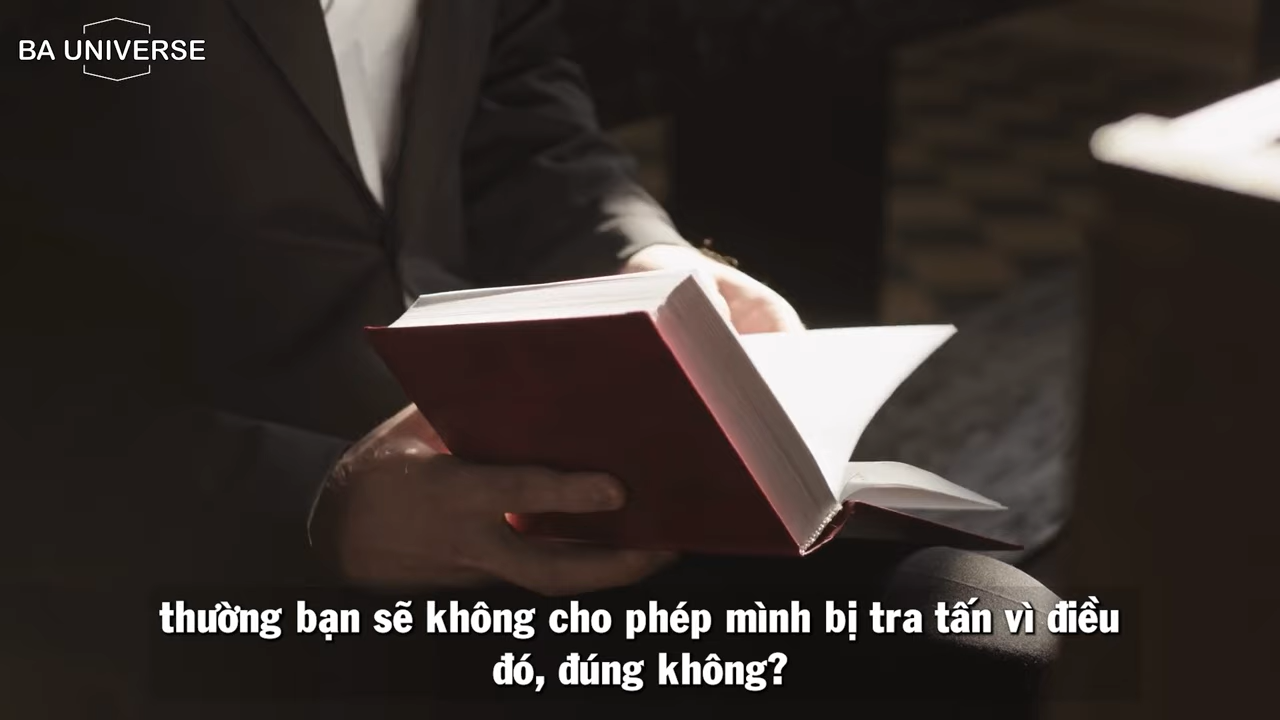 BA UNIVERSE
thường bạn sẽ không cho phép mình bị tra tấn vì điều
đó, đúng không?